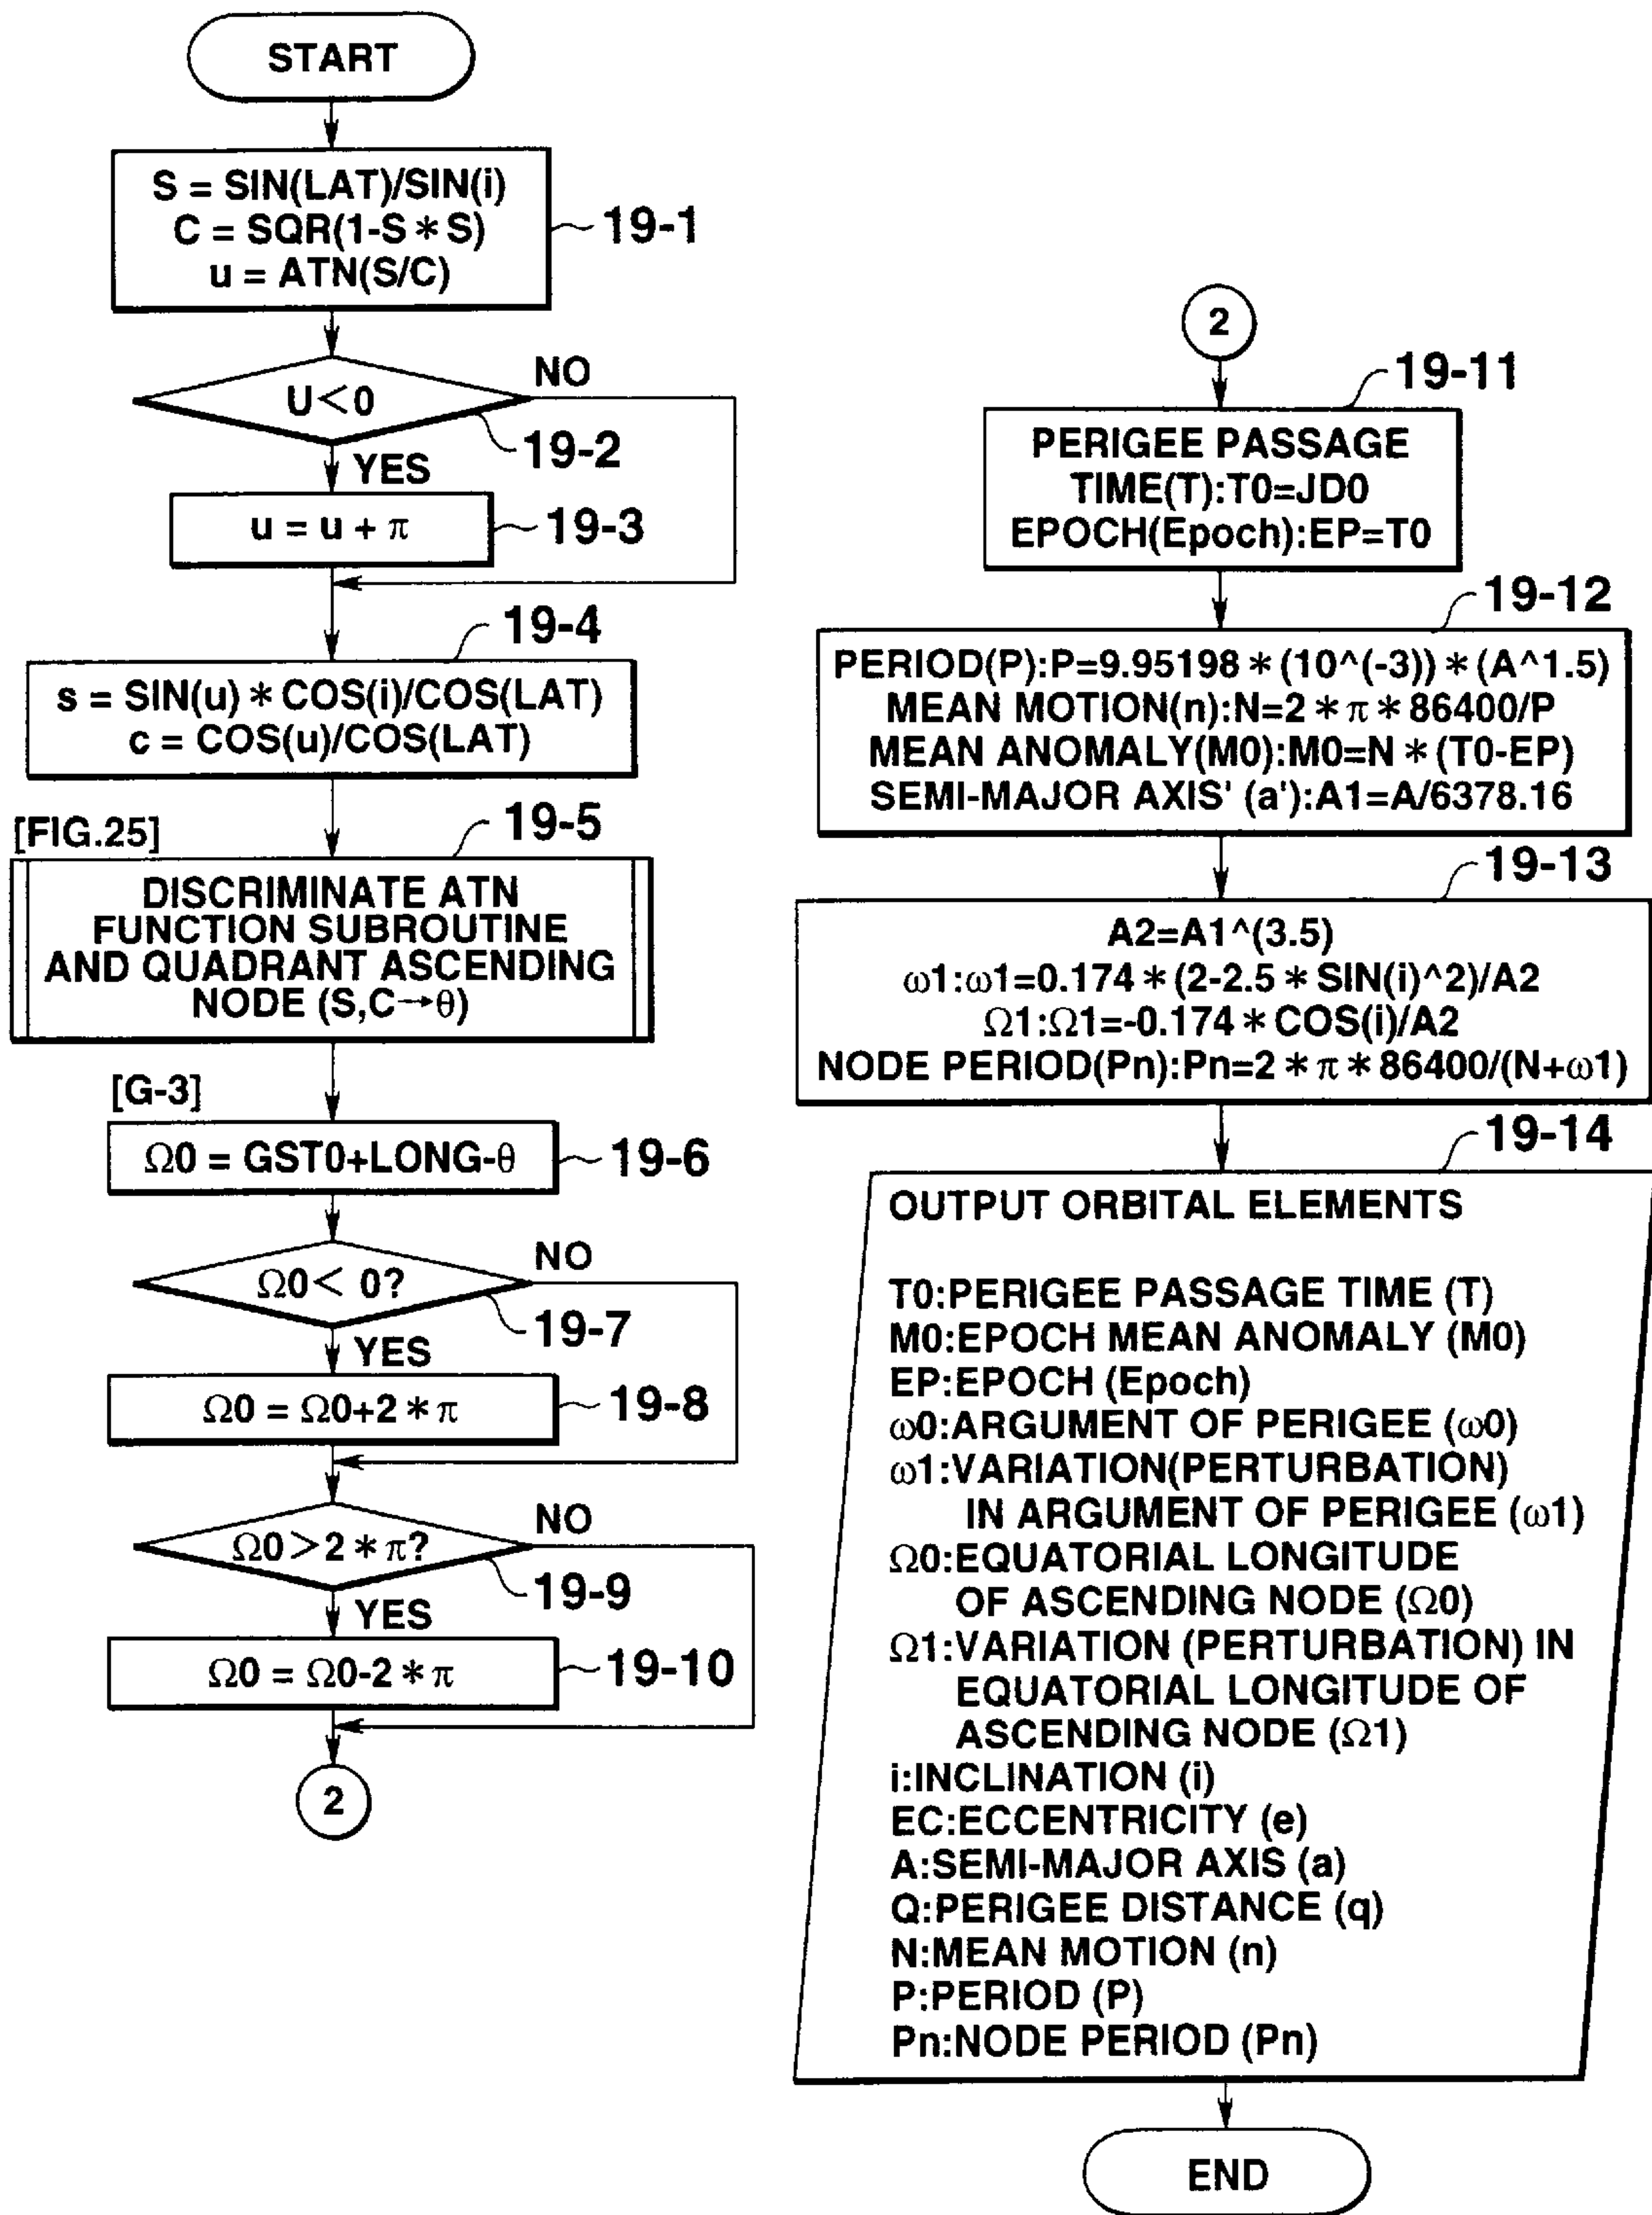 START
S = SIN(LAT)/SIN(i)
C = SQR(1-S * S)
u = ATN(S/C)
19-1
U<0
NO
19-2
YES
u = u + π
19-3
19-4
s = SIN(u) * COS(i)/COS(LAT)
c = COS(u)/COS(LAT)
[FIG.25]
19-5
DISCRIMINATE ATN
FUNCTION SUBROUTINE
AND QUADRANT ASCENDING
NODE (S,C→θ)
[G-3]
Ω0 = GST0+LONG-θ
19-6
Ω0< 0?
NO
19-7
YES
Ω0 = Ω0+2 * π
19-8
Ω0>2 * π?
NO
19-9
YES
Ω0 = Ω0-2 * π
19-10
2
2
19-11
PERIGEE PASSAGE
TIME(T):T0=JD0
EPOCH(Epoch):EP=T0
19-12
PERIOD(P):P=9.95198 * (10^(-3)) * (A^1.5)
MEAN MOTION(n):N=2 * π * 86400/P
MEAN ANOMALY(M0):M0=N * (T0-EP)
SEMI-MAJOR AXIS' (a'):A1=A/6378.16
19-13
A2=A1^(3.5)
ω1:ω1=0.174 * (2-2.5 * SIN(i)^2)/A2
Ω1:Ω1=-0.174 * COS(i)/A2
NODE PERIOD(Pn):Pn=2 * π * 86400/(N+ω1)
19-14
OUTPUT ORBITAL ELEMENTS
T0:PERIGEE PASSAGE TIME (T)
M0:EPOCH MEAN ANOMALY (M0)
EP:EPOCH (Epoch)
ω0:ARGUMENT OF PERIGEE (ω0)
ω1:VARIATION(PERTURBATION)
IN ARGUMENT OF PERIGEE (ω1)
Ω0:EQUATORIAL LONGITUDE
OF ASCENDING NODE (Ω0)
Ω1:VARIATION (PERTURBATION) IN
EQUATORIAL LONGITUDE OF
ASCENDING NODE (Ω1)
i:INCLINATION (i)
EC:ECCENTRICITY (e)
A:SEMI-MAJOR AXIS (a)
Q:PERIGEE DISTANCE (q)
N:MEAN MOTION (n)
P:PERIOD (P)
Pn:NODE PERIOD (Pn)
END